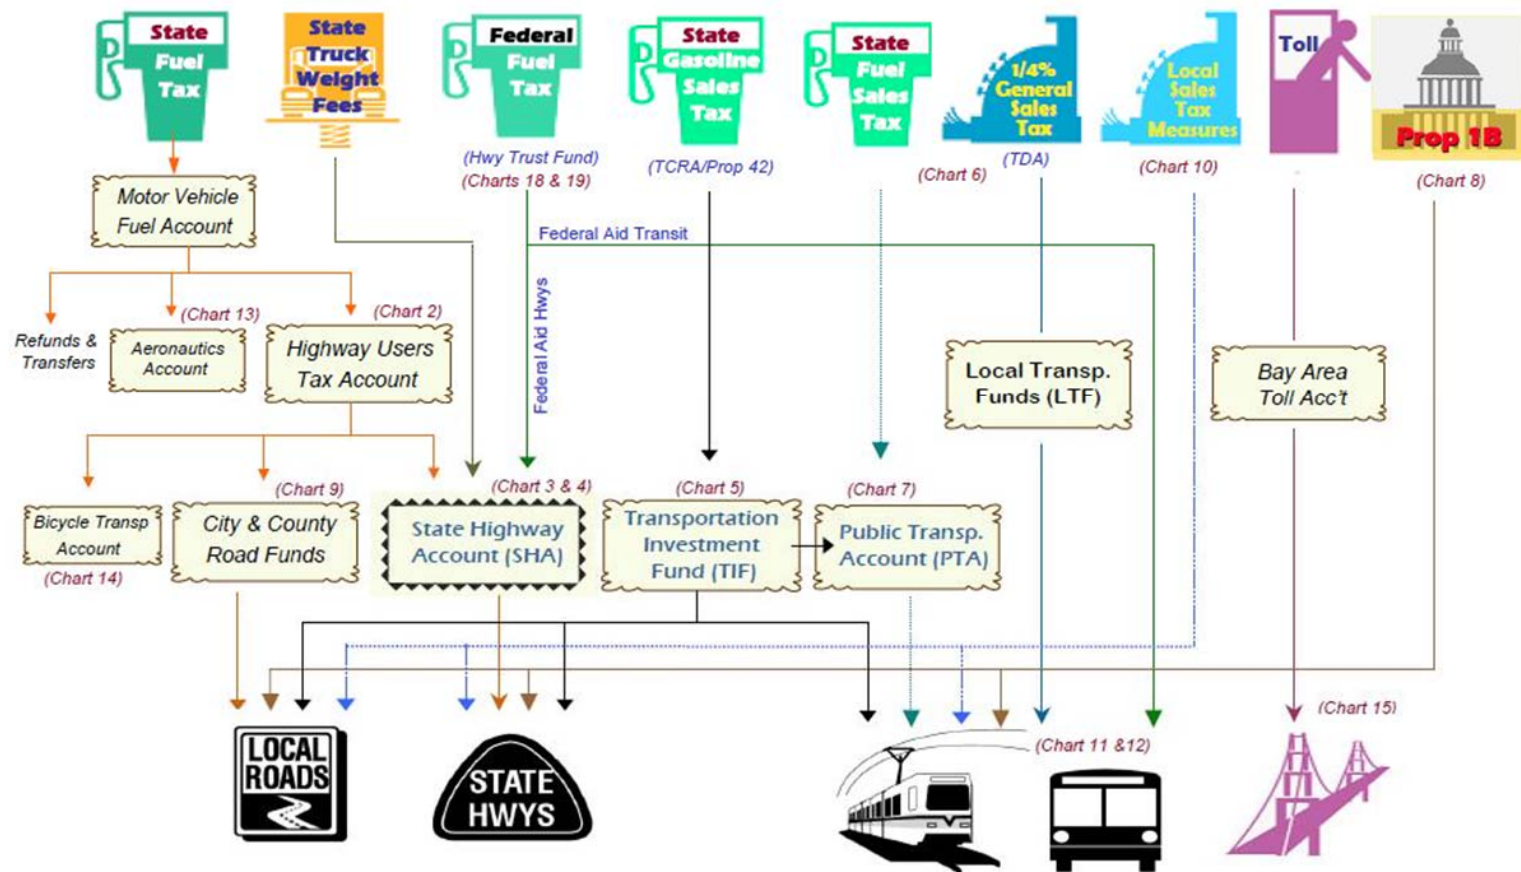 State
Fuel
Tax
State
Truck
Weight
Fees
Federal
Fuel
Tax
State
Gasoline
Sales
Tax
State
Fuel
Sales
Tax
1/4%
General
Sales
Tax
Local
Sales
Tax
Measures
Toll
Prop 1B
(Hwy Trust Fund)
(Charts 18 & 19)
(TCRA/Prop 42)
(Chart 6)
(TDA)
(Chart 10)
(Chart 8)
Motor Vehicle
Fuel Account
Federal Aid Transit
Federal Aid Hwys
(Chart 13)
(Chart 2)
Refunds &
Transfers
Aeronautics
Account
Highway Users
Tax Account
Local Transp.
Funds (LTF)
Bay Area
Toll Acc't
(Chart 9)
(Chart 3 & 4)
(Chart 5)
(Chart 7)
Bicycle Transp
Account
(Chart 14)
City & County
Road Funds
State Highway
Account (SHA)
Transportation
Investment
Fund (TIF)
Public Transp.
Account (PTA)
(Chart 15)
(Chart 11 &12)
LOCAL
ROADS
STATE
HWYS